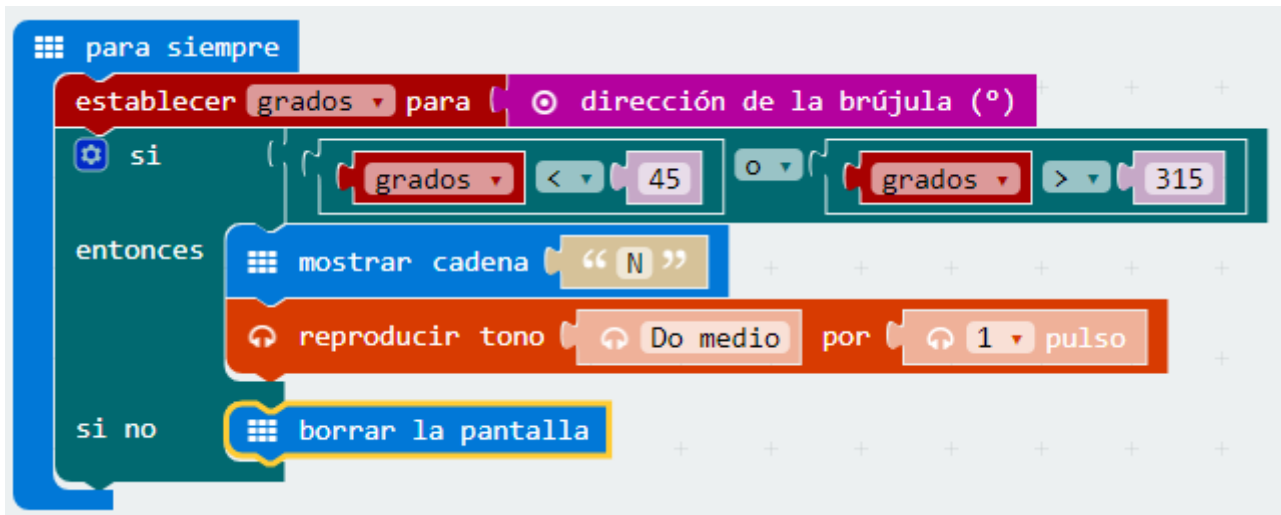 para siempre
establecer grados para dirección de la brújula (º)
si grados < 45 o grados > 315
entonces mostrar cadena “ N ”
reproducir tono Do medio por 1 pulso
si no borrar la pantalla